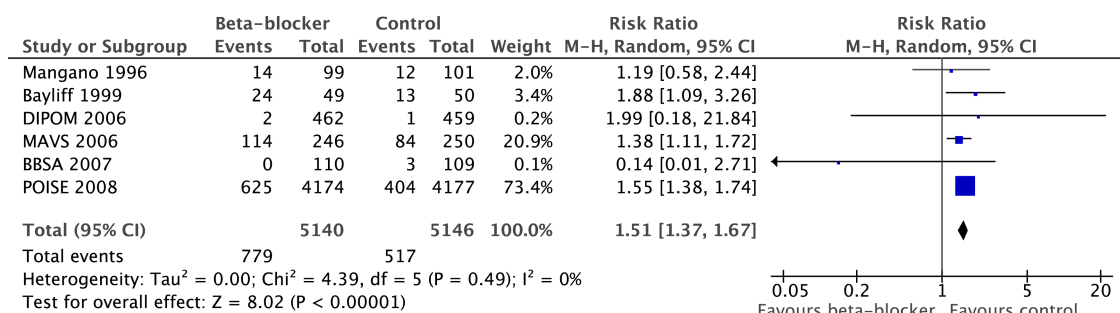 Beta-blocker Control Risk Ratio Risk Ratio
Study or Subgroup Events Total Events Total Weight M-H, Random, 95% CI M-H, Random, 95% CI
Mangano 1996 14 99 12 101 2.0% 1.19 [0.58, 2.44]
Bayliff 1999 24 49 13 50 3.4% 1.88 [1.09, 3.26]
DIPOM 2006 2 462 1 459 0.2% 1.99 [0.18, 21.84]
MAVS 2006 114 246 84 250 20.9% 1.38 [1.11, 1.72]
BBSA 2007 0 110 3 109 0.1% 0.14 [0.01, 2.71]
POISE 2008 625 4174 404 4177 73.4% 1.55 [1.38, 1.74]
Total (95% CI) 5140 5146 100.0% 1.51 [1.37, 1.67]
Total events 779 517
Heterogeneity: Tau² = 0.00; Chi² = 4.39, df = 5 (P = 0.49); I² = 0%
Test for overall effect: Z = 8.02 (P < 0.00001)
0.05 0.2 1 5 20
Favours beta-blocker Favours control